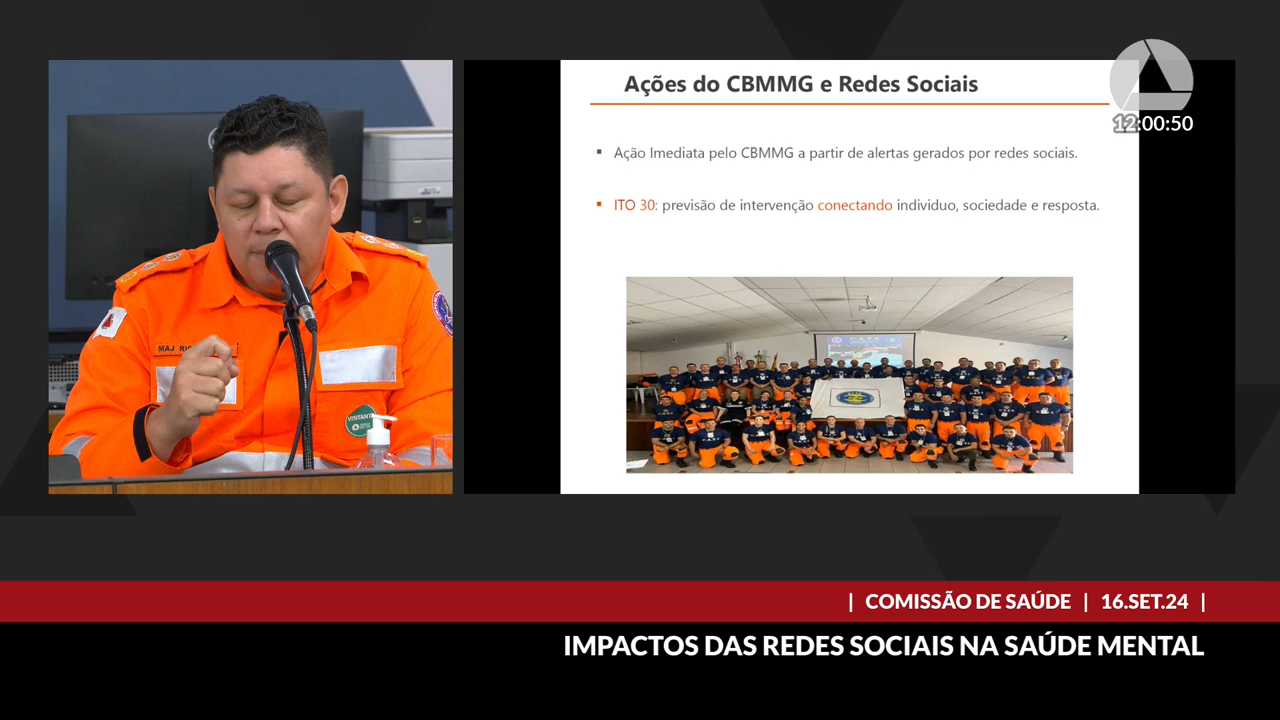 Ações do CBMMG e Redes Sociais
12:00:50
▪ Ação Imediata pelo CBMMG a partir de alertas gerados por redes sociais.
▪ ITO 30: previsão de intervenção conectando individuo, sociedade e resposta.
MAJ
VISITANTE
| COMISSÃO DE SAÚDE | 16.SET.24 |
IMPACTOS DAS REDES SOCIAIS NA SAÚDE MENTAL